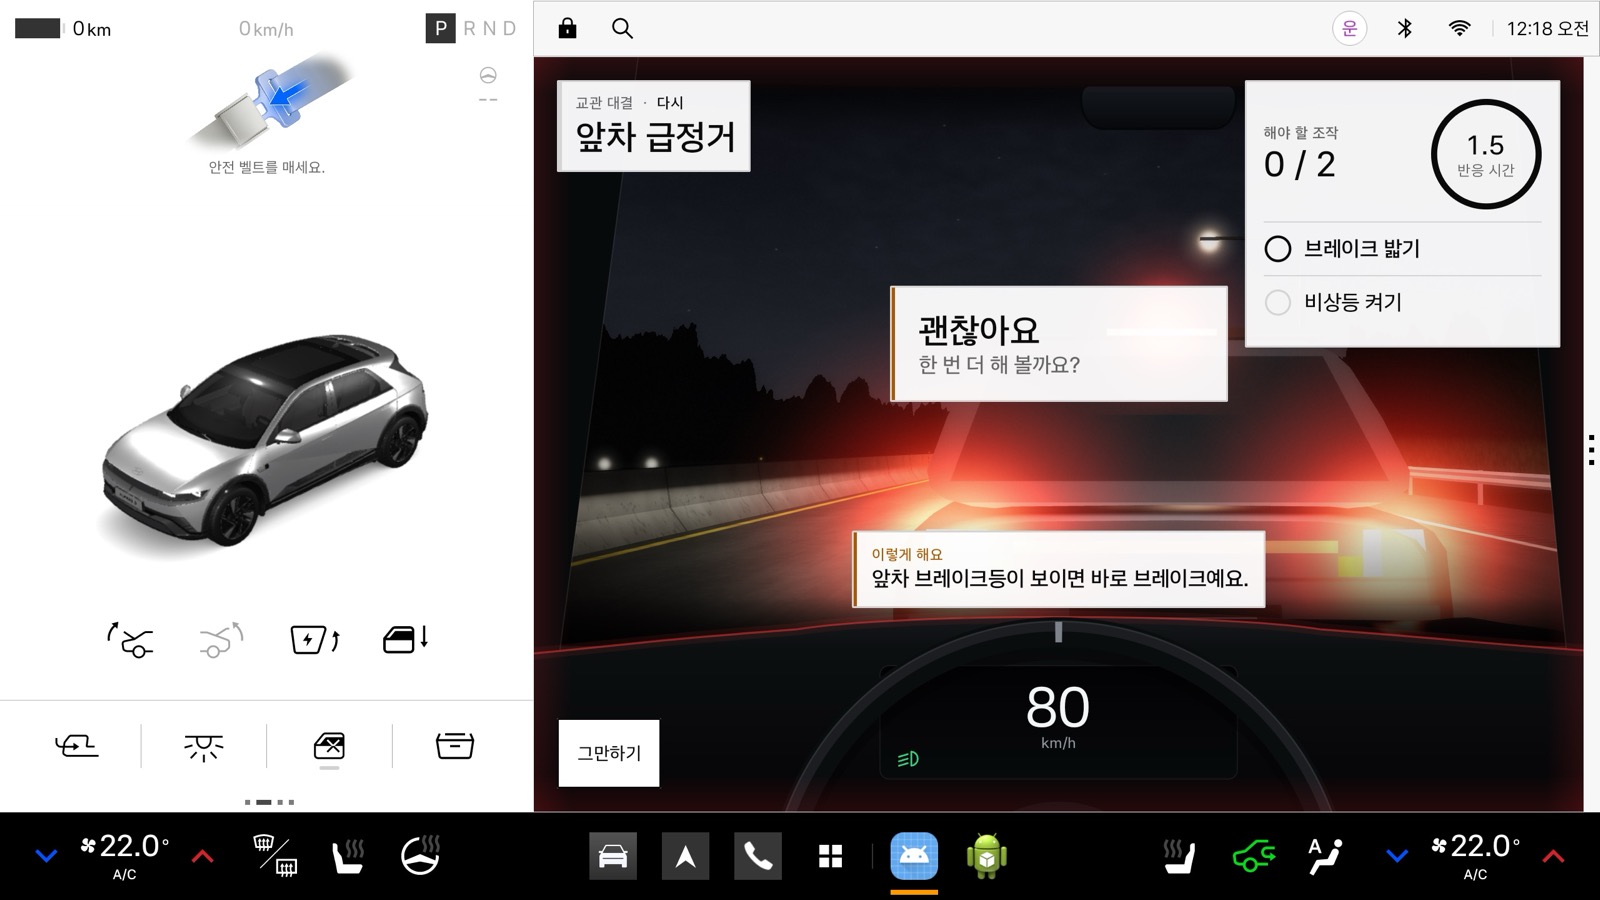 0km
0km/h
P R N D
--
안전 벨트를 매세요.
운
12:18 오전
교관 대결 · 다시
앞차 급정거
해야 할 조작
0 / 2
1.5
반응 시간
브레이크 밟기
비상등 켜기
괜찮아요
한 번 더 해 볼까요?
이렇게 해요
앞차 브레이크등이 보이면 바로 브레이크예요.
80
km/h
그만하기
22.0°
A/C
A
22.0°
A/C